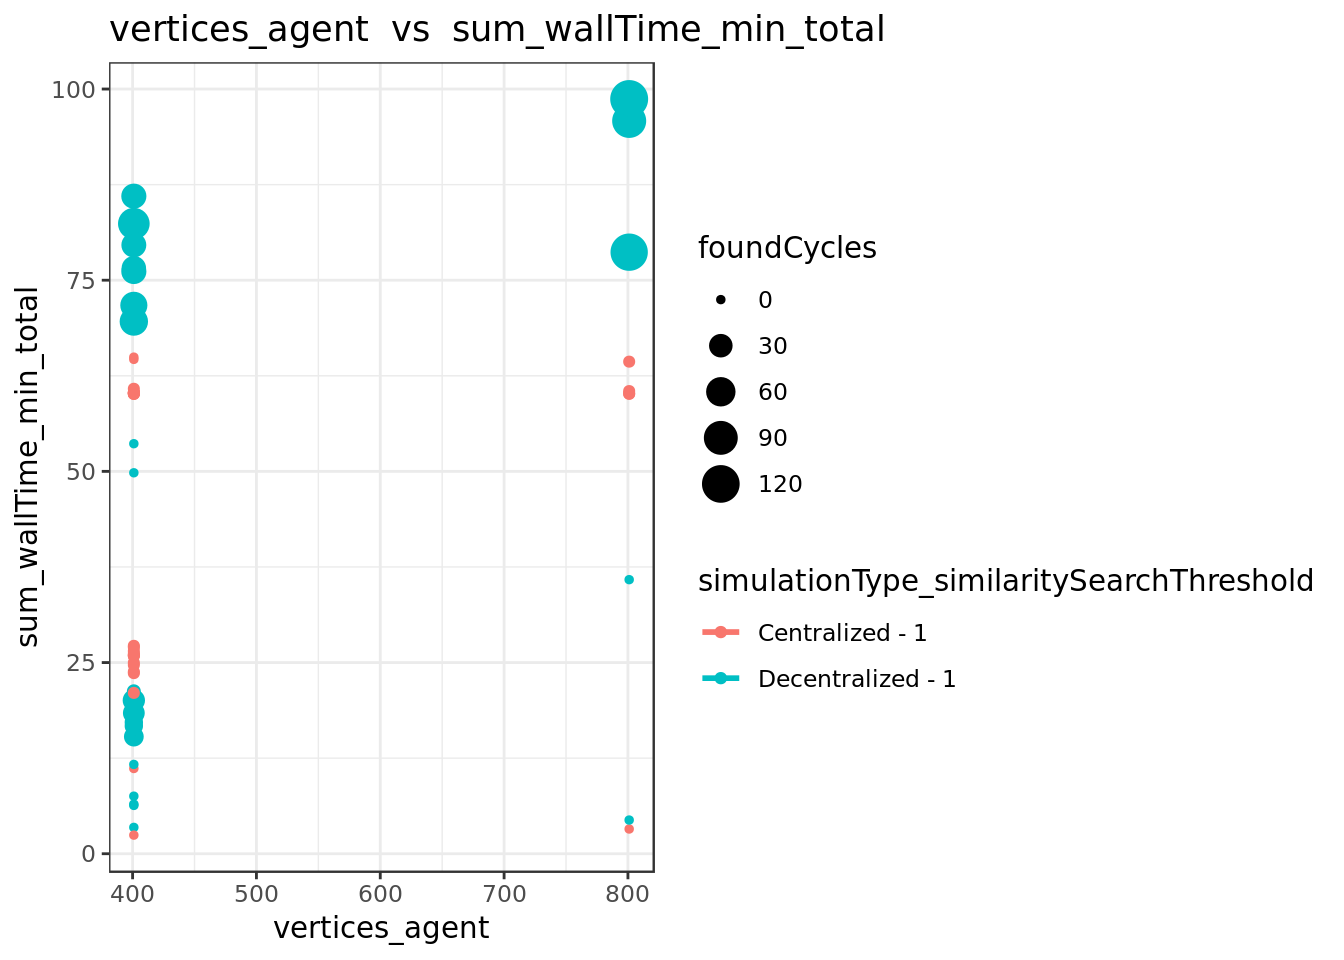 vertices_agent  vs  sum_wallTime_min_total
100
75
50
25
0
sum_wallTime_min_total
400 500 600 700 800
vertices_agent
foundCycles
0
30
60
90
120
simulationType_similaritySearchThreshold
Centralized - 1
Decentralized - 1